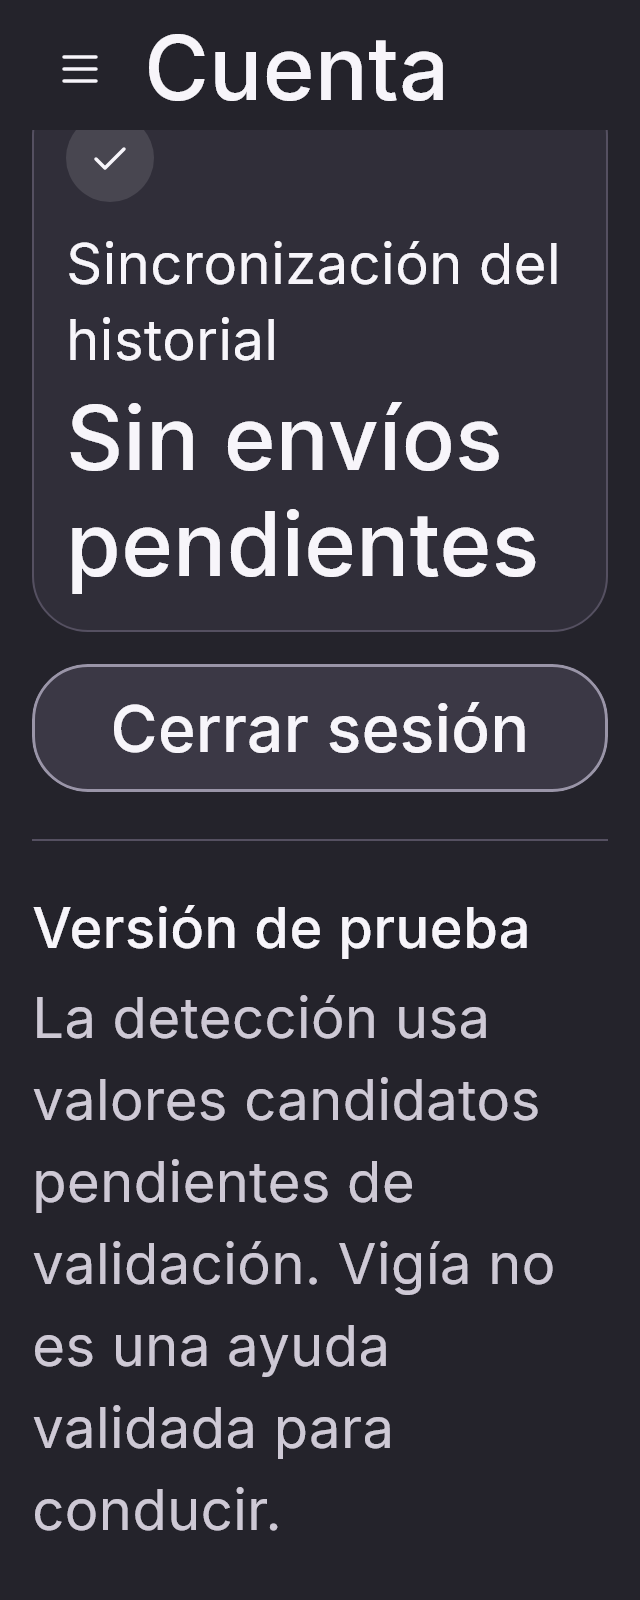 Cuenta
Sincronización del
historial
Sin envíos
pendientes
Cerrar sesión
Versión de prueba
La detección usa
valores candidatos
pendientes de
validación. Vigía no
es una ayuda
validada para
conducir.